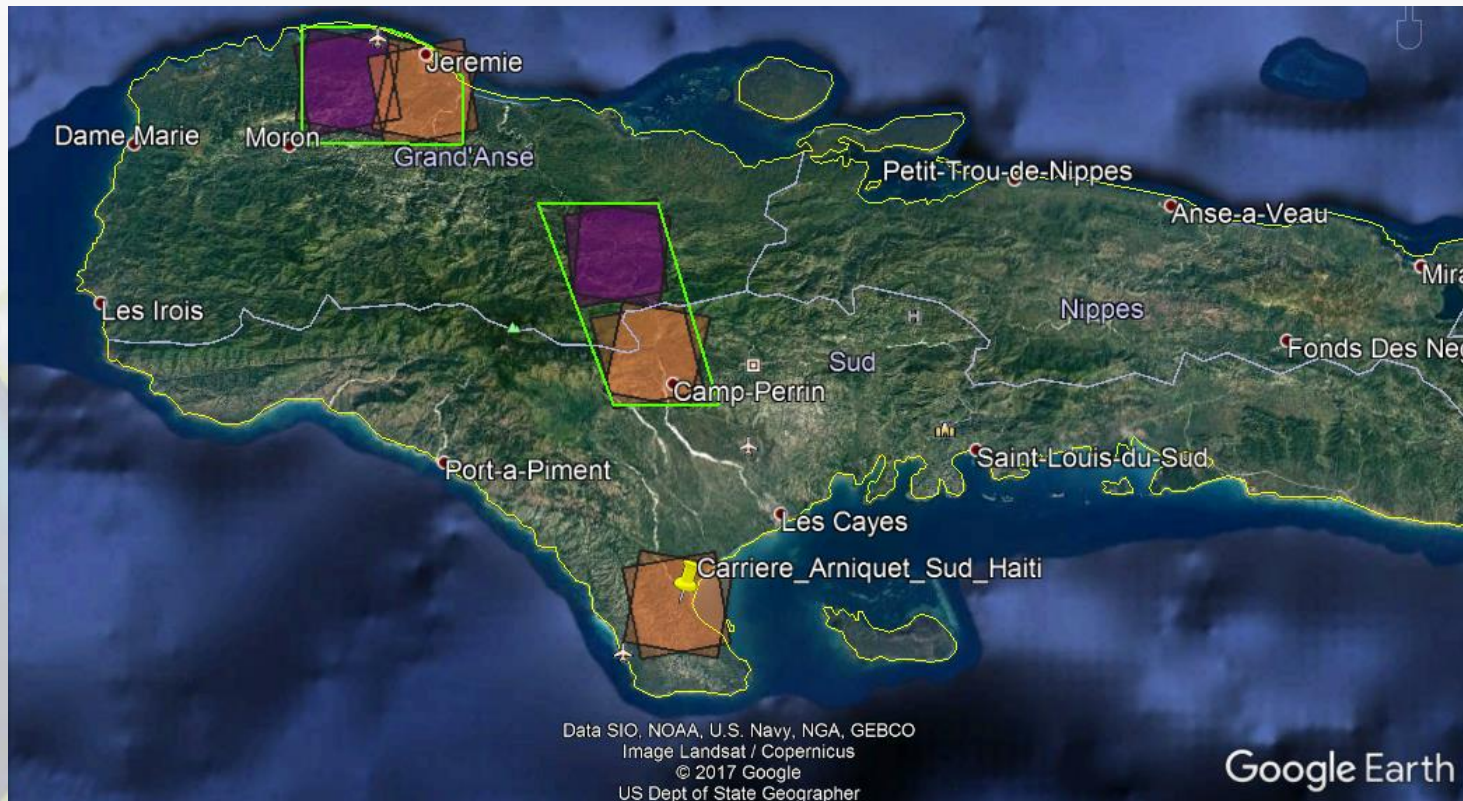 Jeremie
Dame Marie
Moron
Grand'Anse
Petit-Trou-de-Nippes
Anse-a-Veau
Mira
Les Irois
Nippes
Fonds Des Neg
Sud
Camp-Perrin
Port-a-Piment
Saint-Louis-du-Sud
Les Cayes
Carriere_Arniquet_Sud_Haiti
Data SIO, NOAA, U.S. Navy, NGA, GEBCO
Image Landsat / Copernicus
© 2017 Google
US Dept of State Geographer
Google Earth